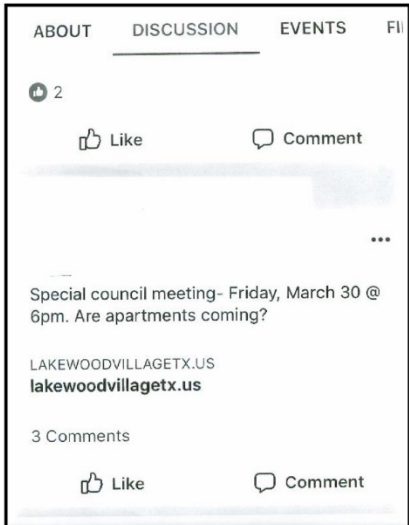 ABOUT DISCUSSION EVENTS FI
2
Like Comment
...
Special council meeting- Friday, March 30 @
6pm. Are apartments coming?
LAKEWOODVILLAGETX.US
lakewoodvillagetx.us
3 Comments
Like Comment